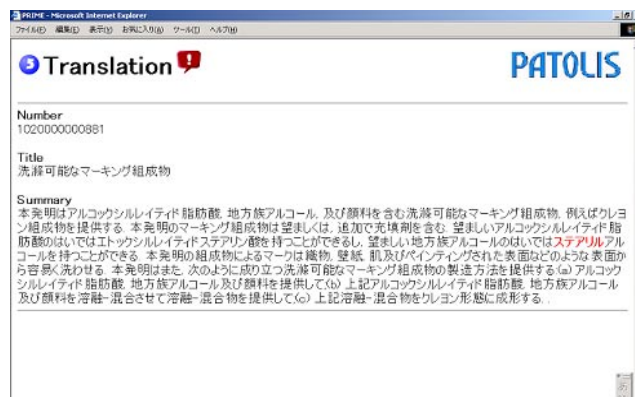 PRIME - Microsoft Internet Explorer
ファイル(F) 編集(E) 表示(V) お気に入り(A) ツール(T) ヘルプ(H)
Translation
PATOLIS
Number
1020000000881
Title
洗滌可能なマーキング組成物
Summary
本発明はアルコックシルレイティド 脂肪酸, 地方族アルコール, 及び顔料を含む洗滌可能なマーキング組成物, 例えばクレヨ
ン組成物を提供する. 本発明のマーキング組成物は望ましくは, 追加で充填剤を含む. 望ましいアルコックシルレイティド 脂
肪酸のはいではエトックシルレイティド ステアリン酸を持つことができるし, 望ましい地方族アルコールのはいではステアリルアル
コールを持つことができる. 本発明の組成物によるマークは織物, 壁紙, 肌及びペインティングされた表面などのような 表面か
ら容易く洗わせる. 本発明はまた, 次のように成り立つ洗滌可能なマーキング組成物の製造方法を提供する:(a) アルコック
シルレイティド 脂肪酸, 地方族アルコール及び顔料を提供して;(b) 上記アルコックシルレイティド 脂肪酸, 地方族アルコール
及び顔料を溶融-混合させて溶融-混合物を提供して;(c) 上記溶融-混合物をクレヨン形態に成形する. .